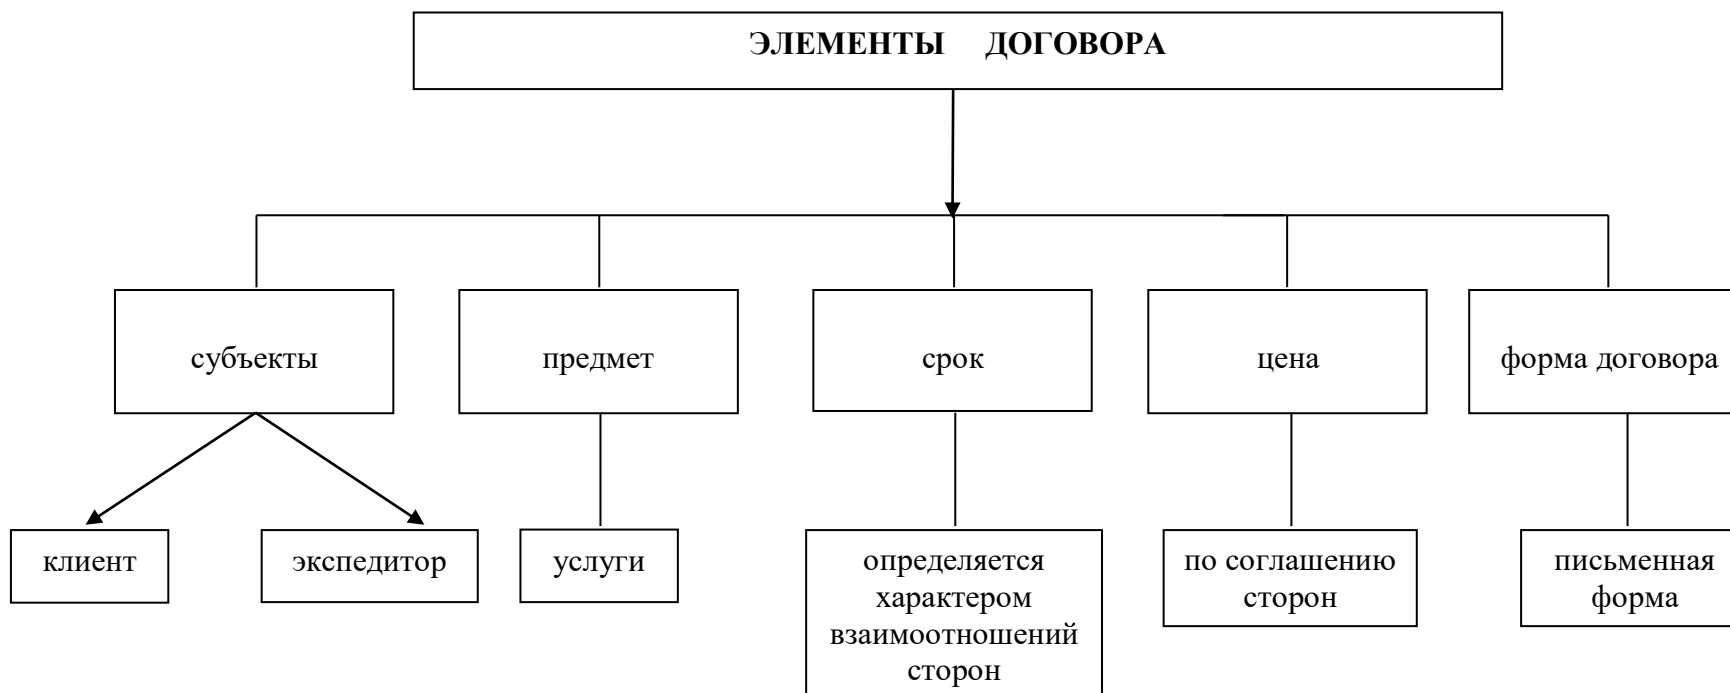 ЭЛЕМЕНТЫ ДОГОВОРА
субъекты
предмет
срок
цена
форма договора
клиент
экспедитор
услуги
определяется
характером
взаимоотношений
сторон
по соглашению
сторон
письменная
форма